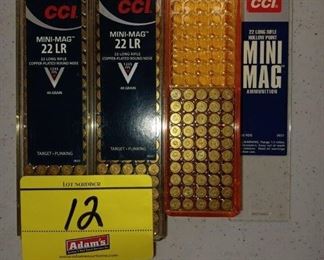 CCI
MINI-MAG
22 LR
22 LONG RIFLE
COPPER-PLATED ROUND NOSE
40 GRAIN
TARGET • PLINKING
CCI
MINI-MAG
22 LR
22 LONG RIFLE
COPPER-PLATED ROUND NOSE
40 GRAIN
TARGET • PLINKING
CCI
22 LONG RIFLE
HOLLOW POINT
MINI
MAG
AMMUNITION
LOT NUMBER
12
Adam's